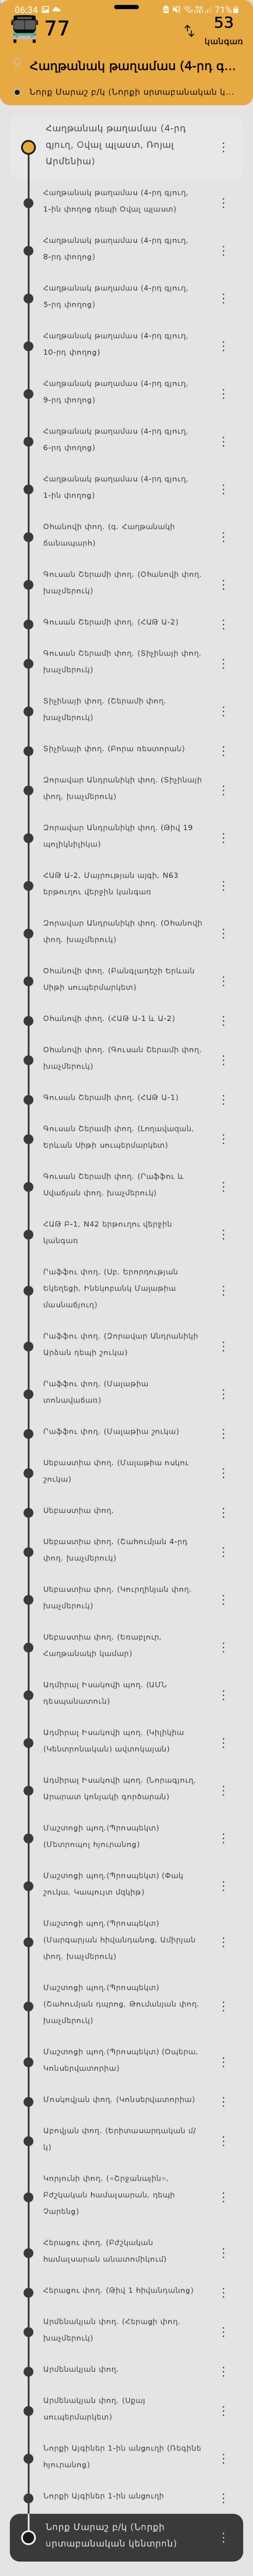 06:34 71%
77
53
կանգառ
Հաղթանակ թաղամաս (4-րդ գ...
Նորք Մարաշ բ/կ (Նորքի սրտաբանական կ...
Հաղթանակ թաղամաս (4-րդ
գյուղ, Օվալ պլաստ, Ռոյալ
Արմենիա)
Հաղթանակ թաղամաս (4-րդ գյուղ,
1-ին փողոց դեպի Օվալ պլաստ)
Հաղթանակ թաղամաս (4-րդ գյուղ,
8-րդ փողոց)
Հաղթանակ թաղամաս (4-րդ գյուղ,
5-րդ փողոց)
Հաղթանակ թաղամաս (4-րդ գյուղ,
10-րդ փողոց)
Հաղթանակ թաղամաս (4-րդ գյուղ,
9-րդ փողոց)
Հաղթանակ թաղամաս (4-րդ գյուղ,
6-րդ փողոց)
Հաղթանակ թաղամաս (4-րդ գյուղ,
1-ին փողոց)
Օհանովի փող. (գ. Հաղթանակի
ճանապարհ)
Գուսան Շերամի փող. (Օհանովի փող.
խաչմերուկ)
Գուսան Շերամի փող. (ՀԱԹ Ա-2)
Գուսան Շերամի փող. (Տիչինայի փող.
խաչմերուկ)
Տիչինայի փող. (Շերամի փող.
խաչմերուկ)
Տիչինայի փող. (Բորա ռեստորան)
Զորավար Անդրանիկի փող. (Տիչինայի
փող. խաչմերուկ)
Զորավար Անդրանիկի փող. (Թիվ 19
պոլիկնիլիկա)
ՀԱԹ Ա-2, Մայրության այգի, N63
երթուղու վերջին կանգառ
Զորավար Անդրանիկի փող. (Օհանովի
փող. խաչմերուկ)
Օհանովի փող. (Բանգլադեշի Երևան
Սիթի սուպերմարկետ)
Օհանովի փող. (ՀԱԹ Ա-1 և Ա-2)
Օհանովի փող. (Գուսան Շերամի փող.
խաչմերուկ)
Գուսան Շերամի փող. (ՀԱԹ Ա-1)
Գուսան Շերամի փող. (Լողավազան,
Երևան Սիթի սուպերմարկետ)
Գուսան Շերամի փող. (Րաֆֆու և
Սվաճյան փող. խաչմերուկ)
ՀԱԹ Բ-1, N42 երթուղու վերջին
կանգառ
Րաֆֆու փող. (Սբ. Երորդության
Եկեղեցի, Ինեկոբանկ Մալաթիա
մասնաճյուղ)
Րաֆֆու փող. (Զորավար Անդրանիկի
Արձան դեպի շուկա)
Րաֆֆու փող. (Մալաթիա
տոնավաճառ)
Րաֆֆու փող. (Մալաթիա շուկա)
Սեբաստիա փող. (Մալաթիա ոսկու
շուկա)
Սեբաստիա փող.
Սեբաստիա փող. (Շահումյան 4-րդ
փող. խաչմերուկ)
Սեբաստիա փող. (Կուրղինյան փող.
խաչմերուկ)
Սեբաստիա փող. (Եռաբլուր,
Հաղթանակի կամար)
Ադմիրալ Իսակովի պող. (ԱՄՆ
դեսպանատուն)
Ադմիրալ Իսակովի պող. (Կիլիկիա
(Կենտրոնական) ավտոկայան)
Ադմիրալ Իսակովի պող. (Նորագյուղ,
Արարատ կոնյակի գործարան)
Մաշտոցի պող.(Պրոսպեկտ)
(Մետրոպոլ հյուրանոց)
Մաշտոցի պող.(Պրոսպեկտ) (Փակ
շուկա, Կապույտ մզկիթ)
Մաշտոցի պող.(Պրոսպեկտ)
(Մարգարյան հիվանդանոց, Ամիրյան
փող. խաչմերուկ)
Մաշտոցի պող.(Պրոսպեկտ)
(Շահումյան դպրոց, Թումանյան փող.
խաչմերուկ)
Մաշտոցի պող.(Պրոսպեկտ) (Օպերա,
Կոնսերվատորիա)
Մոսկովյան փող. (Կոնսերվատորիա)
Աբովյան փող. (Երիտասարդական մ/
կ)
Կորյունի փող. («Շրջանային»,
Բժշկական համալսարան, դեպի
Չարենց)
Հերացու փող. (Բժշկական
համալսարան անատոմիկում)
Հերացու փող. (Թիվ 1 հիվանդանոց)
Արմենակյան փող. (Հերացի փող.
խաչմերուկ)
Արմենակյան փող.
Արմենակյան փող. (Սքայ
սուպերմարկետ)
Նորքի Այգիներ 1-ին անցուղի (Ռեգինե
հյուրանոց)
Նորքի Այգիներ 1-ին անցուղի
Նորք Մարաշ բ/կ (Նորքի
սրտաբանական կենտրոն)